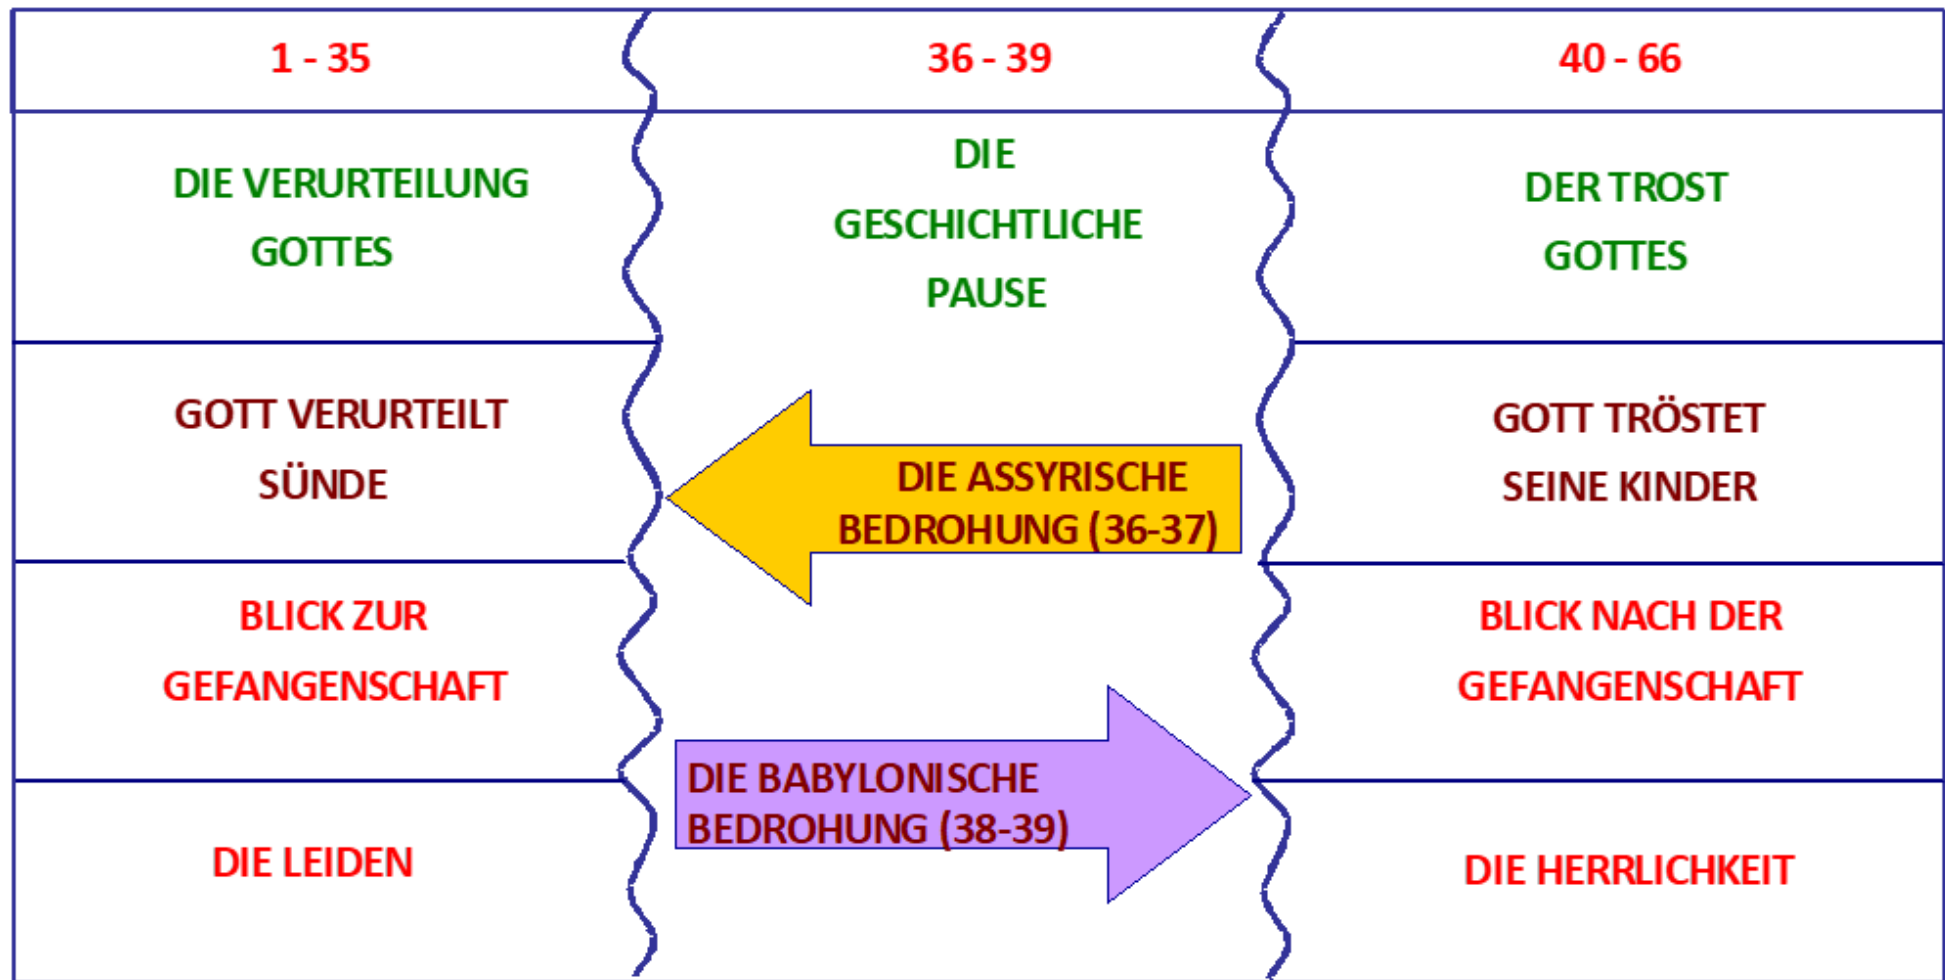 1 - 35
36 - 39
40 - 66
DIE VERURTEILUNG
GOTTES
DIE
GESCHICHTLICHE
PAUSE
DER TROST
GOTTES
GOTT VERURTEILT
SÜNDE
DIE ASSYRISCHE
BEDROHUNG (36-37)
GOTT TRÖSTET
SEINE KINDER
BLICK ZUR
GEFANGENSCHAFT
BLICK NACH DER
GEFANGENSCHAFT
DIE BABYLONISCHE
BEDROHUNG (38-39)
DIE LEIDEN
DIE HERRLICHKEIT